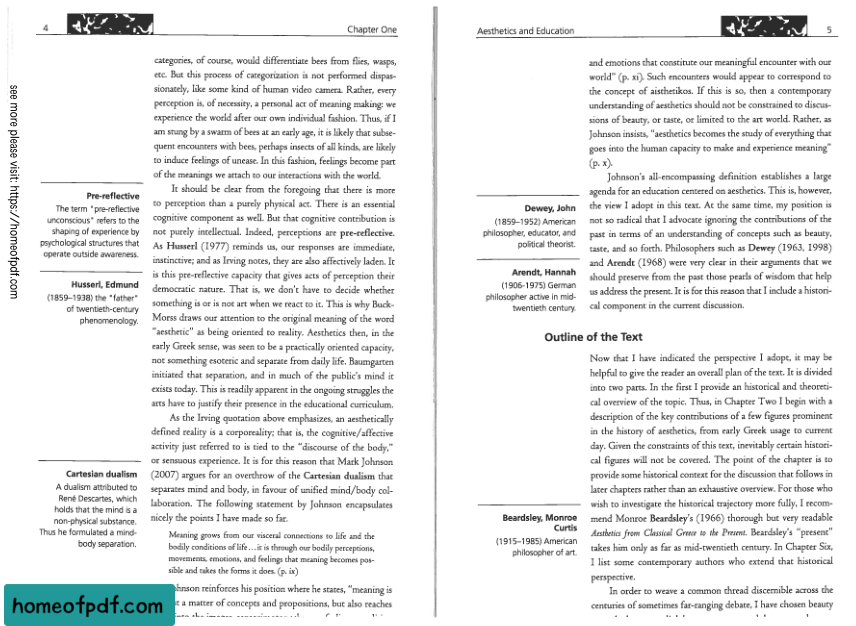 4
Chapter One
see more please visit: https://homeofpdf.com
categories, of course, would differentiate bees from flies, wasps,
etc. But this process of categorization is not performed dispas-
sionately, like some kind of human video camera. Rather, every
perception is, of necessity, a personal act of meaning making: we
experience the world after our own individual fashion. Thus, if I
am stung by a swarm of bees at an early age, it is likely that subse-
quent encounters with bees, perhaps insects of all kinds, are likely
to induce feelings of unease. In this fashion, feelings become part
of the meanings we attach to our interactions with the world.
Pre-reflective
The term "pre-reflective
unconscious" refers to the
shaping of experience by
psychological structures that
operate outside awareness.
It should be clear from the foregoing that there is more
to perception than a purely physical act. There is an essential
cognitive component as well. But that cognitive contribution is
not purely intellectual. Indeed, perceptions are pre-reflective.
As Husserl (1977) reminds us, our responses are immediate,
instinctive; and as Irving notes, they are also affectively laden. It
is this pre-reflective capacity that gives acts of perception their
democratic nature. That is, we don't have to decide whether
something is or is not art when we react to it. This is why Buck-
Morss draws our attention to the original meaning of the word
"aesthetic" as being oriented to reality. Aesthetics then, in the
early Greek sense, was seen to be a practically oriented capacity,
not something esoteric and separate from daily life. Baumgarten
initiated that separation, and in much of the public's mind it
exists today. This is readily apparent in the ongoing struggles the
arts have to justify their presence in the educational curriculum.
Husserl, Edmund
(1859–1938) the "father"
of twentieth-century
phenomenology.
As the Irving quotation above emphasizes, an aesthetically
defined reality is a corporeality; that is, the cognitive/affective
activity just referred to is tied to the "discourse of the body,"
or sensuous experience. It is for this reason that Mark Johnson
(2007) argues for an overthrow of the Cartesian dualism that
separates mind and body, in favour of unified mind/body col-
laboration. The following statement by Johnson encapsulates
nicely the points I have made so far.
Cartesian dualism
A dualism attributed to
René Descartes, which
holds that the mind is a
non-physical substance.
Thus he formulated a mind-
body separation.
Meaning grows from our visceral connections to life and the
bodily conditions of life…it is through our bodily perceptions,
movements, emotions, and feelings that meaning becomes pos-
sible and takes the forms it does. (p. ix)
Johnson reinforces his position where he states, "meaning is
a matter of concepts and propositions, but also reaches
homeofpdf.com
Aesthetics and Education
5
and emotions that constitute our meaningful encounter with our
world" (p. xi). Such encounters would appear to correspond to
the concept of aisthetikos. If this is so, then a contemporary
understanding of aesthetics should not be constrained to discus-
sions of beauty, or taste, or limited to the art world. Rather, as
Johnson insists, "aesthetics becomes the study of everything that
goes into the human capacity to make and experience meaning"
(p. x).
Johnson's all-encompassing definition establishes a large
agenda for an education centered on aesthetics. This is, however,
the view I adopt in this text. At the same time, my position is
not so radical that I advocate ignoring the contributions of the
past in terms of an understanding of concepts such as beauty,
taste, and so forth. Philosophers such as Dewey (1963, 1998)
and Arendt (1968) were very clear in their arguments that we
should preserve from the past those pearls of wisdom that help
us address the present. It is for this reason that I include a histori-
cal component in the current discussion.
Dewey, John
(1859–1952) American
philosopher, educator, and
political theorist.
Arendt, Hannah
(1906-1975) German
philosopher active in mid-
twentieth century.
Outline of the Text
Now that I have indicated the perspective I adopt, it may be
helpful to give the reader an overall plan of the text. It is divided
into two parts. In the first I provide an historical and theoreti-
cal overview of the topic. Thus, in Chapter Two I begin with a
description of the key contributions of a few figures prominent
in the history of aesthetics, from early Greek usage to current
day. Given the constraints of this text, inevitably certain histori-
cal figures will not be covered. The point of the chapter is to
provide some historical context for the discussion that follows in
later chapters rather than an exhaustive overview. For those who
wish to investigate the historical trajectory more fully, I recom-
mend Monroe Beardsley's (1966) thorough but very readable
Aesthetics from Classical Greece to the Present. Beardsley's "present"
takes him only as far as mid-twentieth century. In Chapter Six,
I list some contemporary authors who extend that historical
perspective.
Beardsley, Monroe
Curtis
(1915–1985) American
philosopher of art.
In order to weave a common thread discernible across the
centuries of sometimes far-ranging debate, I have chosen beauty